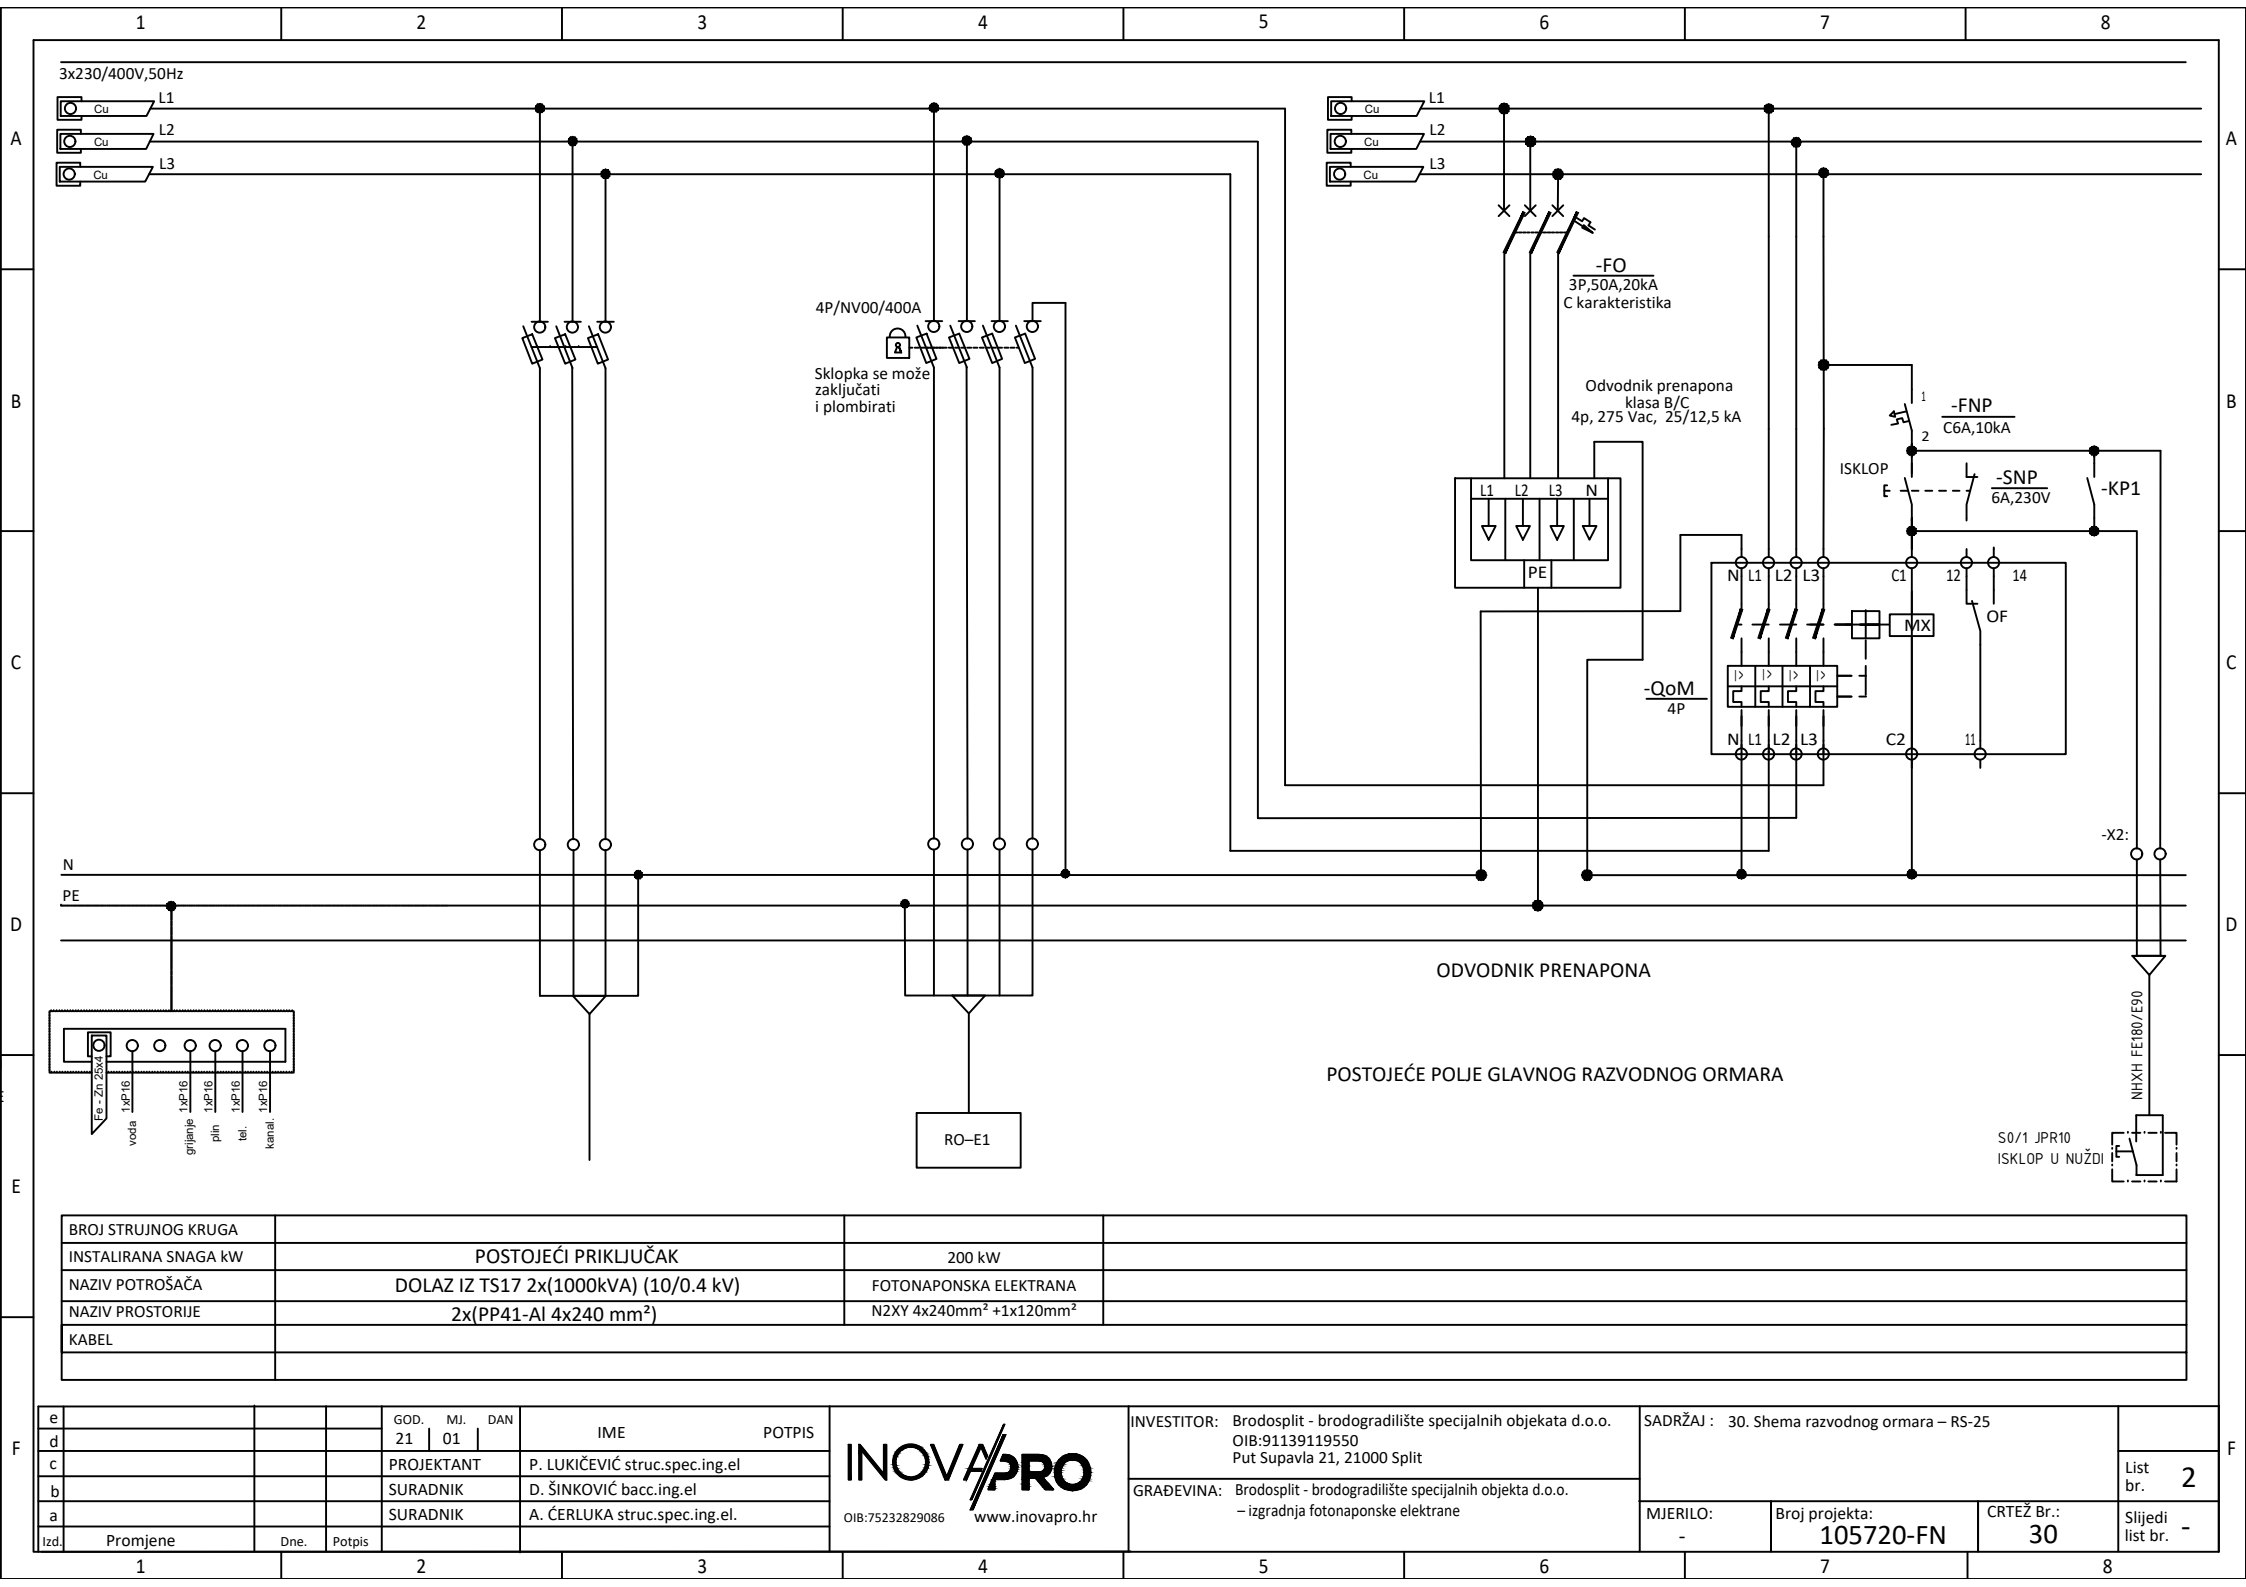 1 2 3 4 5 6 7 8
A
B
C
D
E
F
A
B
C
D
F
3x230/400V,50Hz
Cu L1
Cu L2
Cu L3
Cu L1
Cu L2
Cu L3
-FO
3P,50A,20kA
C karakteristika
4P/NV00/400A
Sklopka se može
zaključati
i plombirati
Odvodnik prenapona
klasa B/C
4p, 275 Vac, 25/12,5 kA
L1 L2 L3 N
PE
1
2
-FNP
C6A,10kA
ISKLOP
-SNP
6A,230V
-KP1
N L1 L2 L3 C1 12 14
MX
OF
-QoM
4P
I> I> I> I>
N L1 L2 L3 C2 11
-X2:
N
PE
ODVODNIK PRENAPONA
POSTOJEĆE POLJE GLAVNOG RAZVODNOG ORMARA
NHXH FE180/E90
S0/1 JPR10
ISKLOP U NUŽDI
Fe - Zn 25x4
voda 1xP16
grijanje 1xP16
plin 1xP16
tel. 1xP16
kanal. 1xP16
RO–E1
BROJ STRUJNOG KRUGA
INSTALIRANA SNAGA kW POSTOJEĆI PRIKLJUČAK 200 kW
NAZIV POTROŠAČA DOLAZ IZ TS17 2x(1000kVA) (10/0.4 kV) FOTONAPONSKA ELEKTRANA
NAZIV PROSTORIJE 2x(PP41-Al 4x240 mm²) N2XY 4x240mm² +1x120mm²
KABEL
e
d
c
b
a
Izd. Promjene Dne. Potpis
GOD. MJ. DAN
21 01
IME POTPIS
PROJEKTANT P. LUKIČEVIĆ struc.spec.ing.el
SURADNIK D. ŠINKOVIĆ bacc.ing.el
SURADNIK A. ĆERLUKA struc.spec.ing.el.
INOVAPRO
OIB:75232829086 www.inovapro.hr
INVESTITOR: Brodosplit - brodogradilište specijalnih objekata d.o.o.
OIB:91139119550
Put Supavla 21, 21000 Split
GRAĐEVINA: Brodosplit - brodogradilište specijalnih objekta d.o.o.
– izgradnja fotonaponske elektrane
SADRŽAJ : 30. Shema razvodnog ormara – RS-25
MJERILO:
-
Broj projekta:
105720-FN
CRTEŽ Br.:
30
List
br. 2
Slijedi
list br. -
1 2 3 4 5 6 7 8